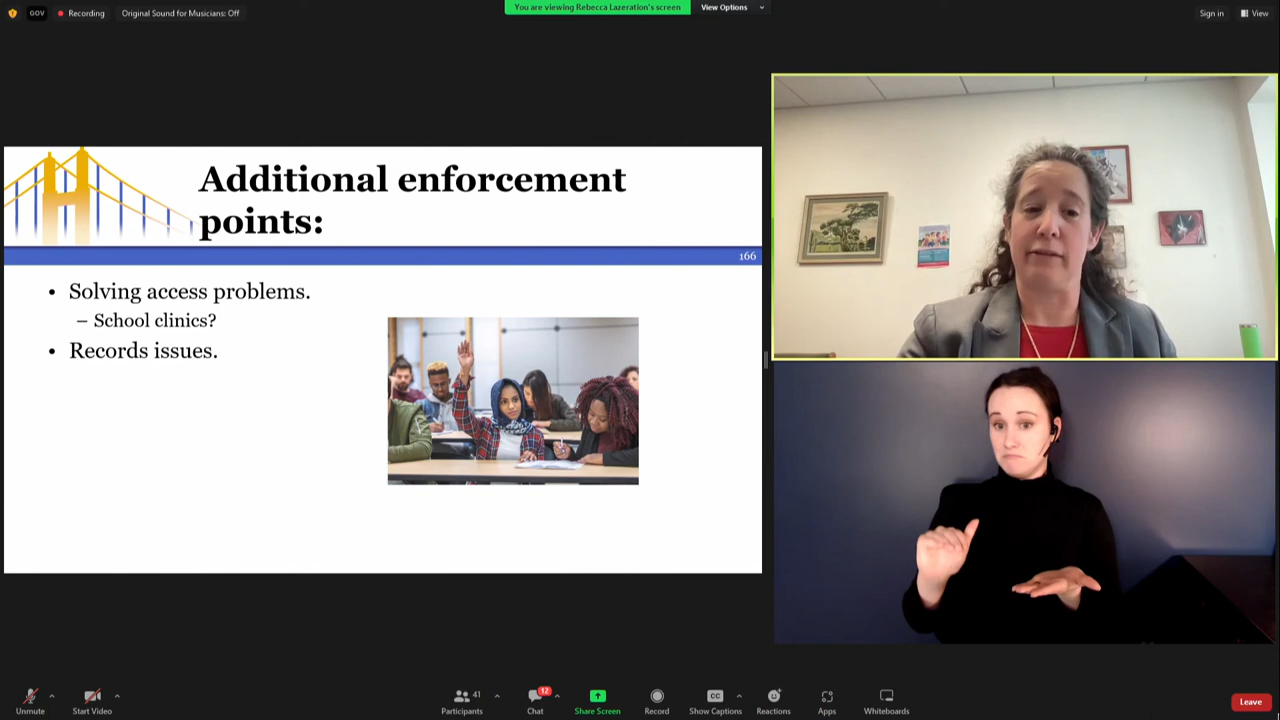 GOV
Recording
Original Sound for Musicians: Off
You are viewing Rebecca Lazeration's screen
View Options
Sign in
View
Additional enforcement
points:
166
• Solving access problems.
– School clinics?
• Records issues.
Unmute
Start Video
41
Participants
12
Chat
Share Screen
Record
CC
Show Captions
Reactions
Apps
Whiteboards
Leave